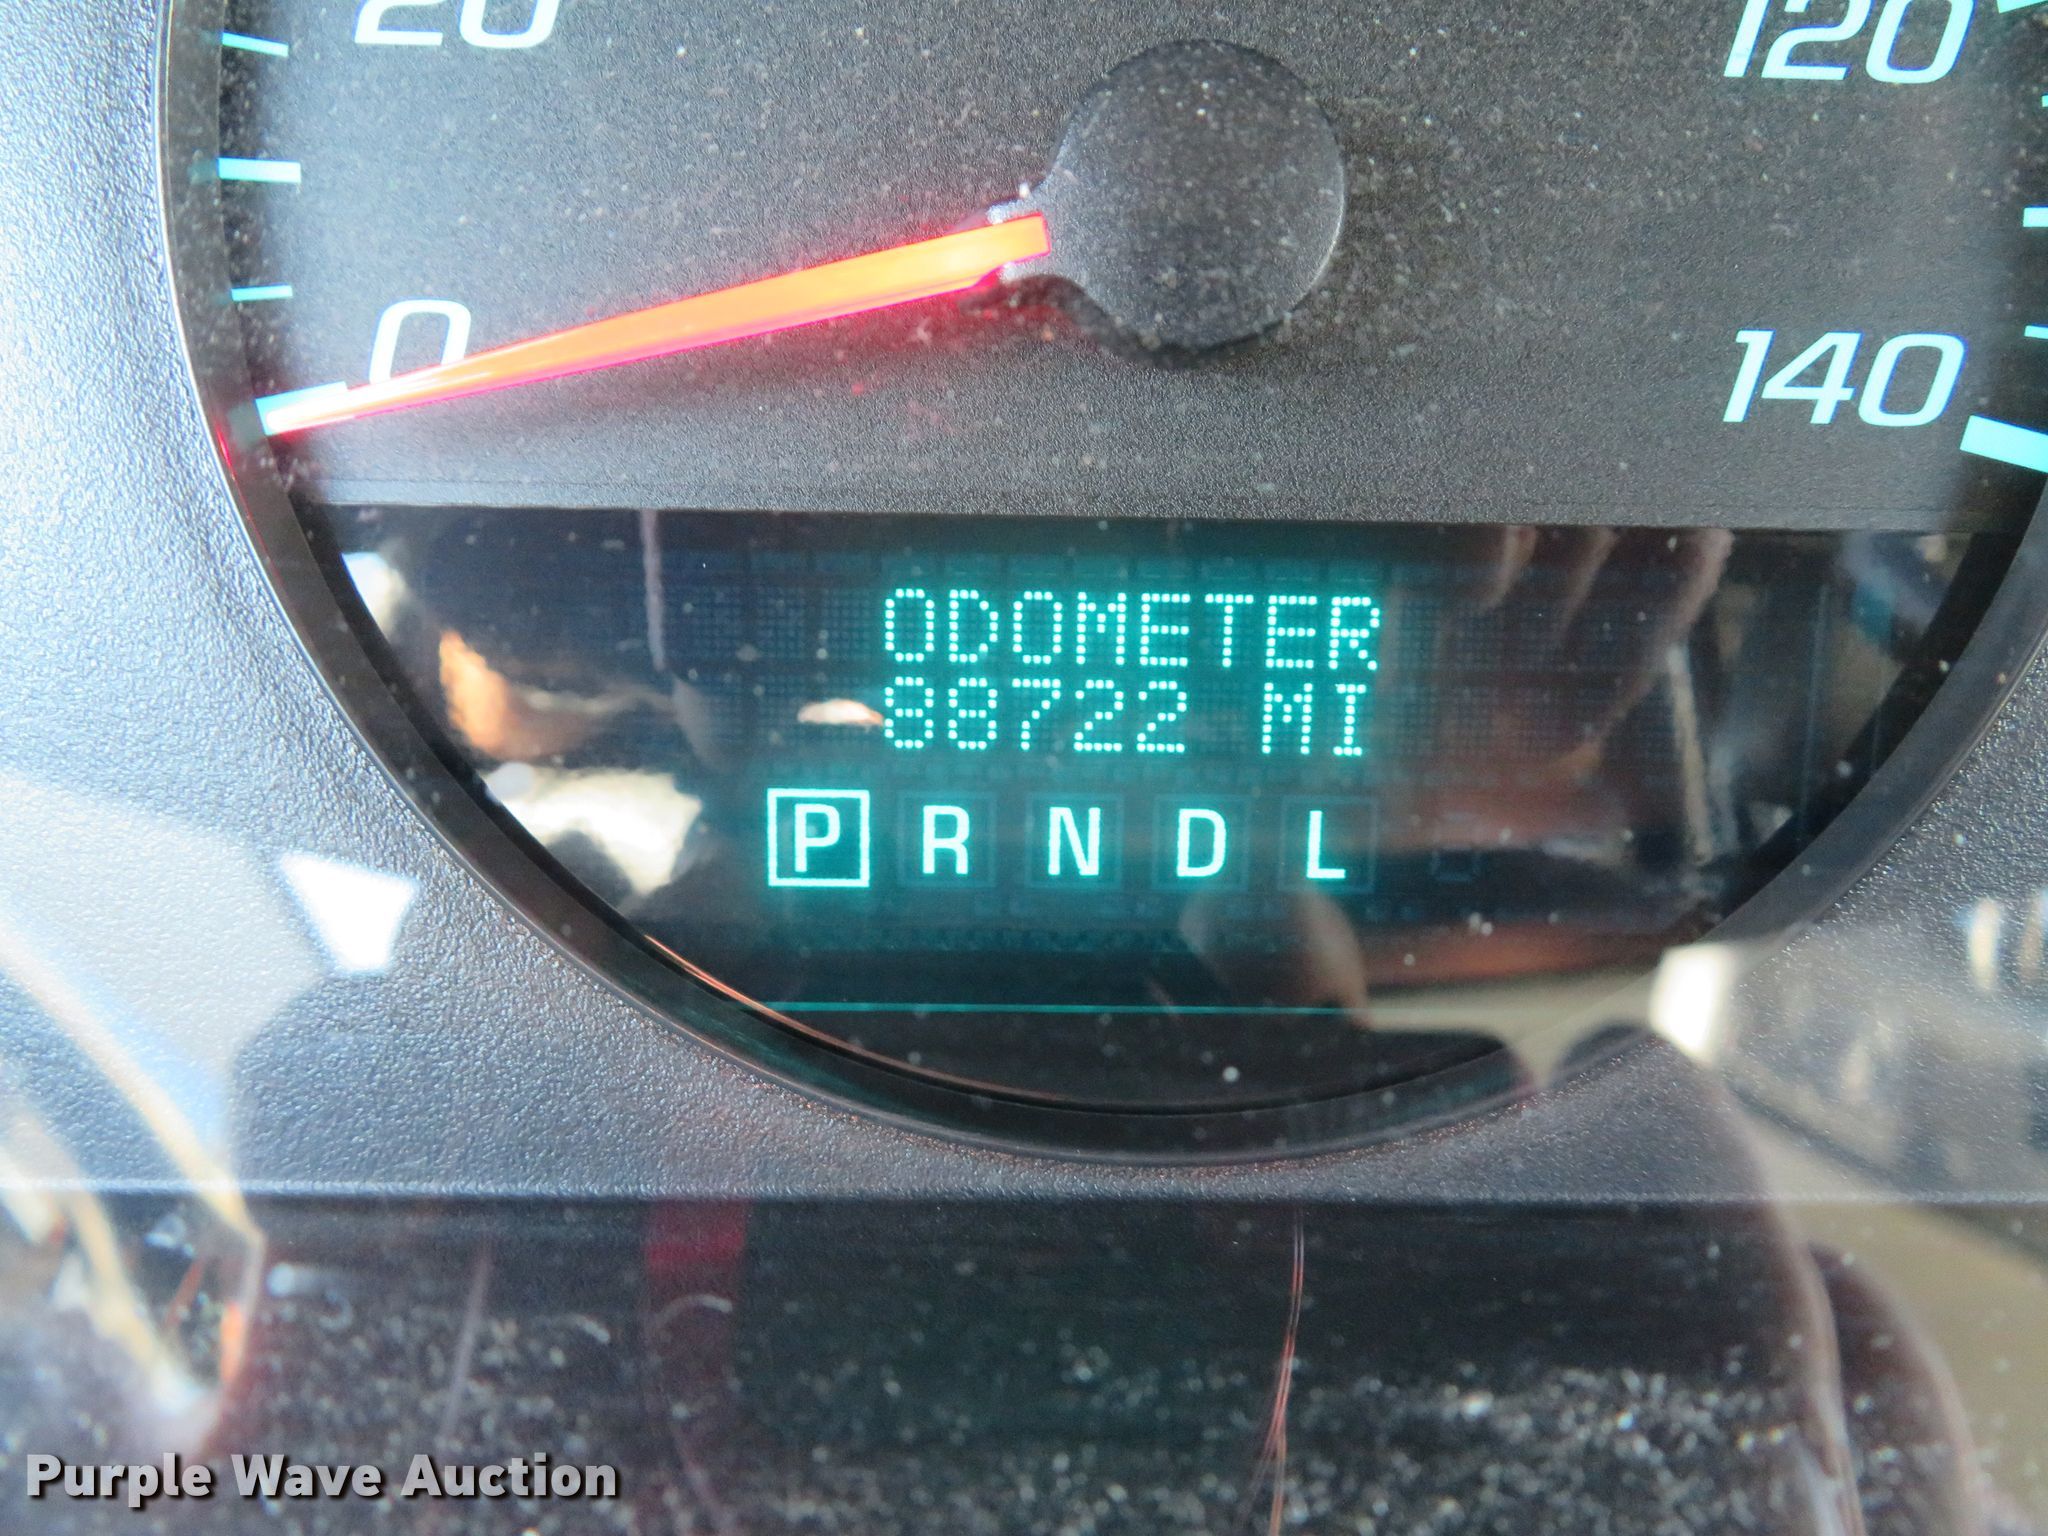 20
120
0
140
ODOMETER
88722 MI
P R N D L
Purple Wave Auction